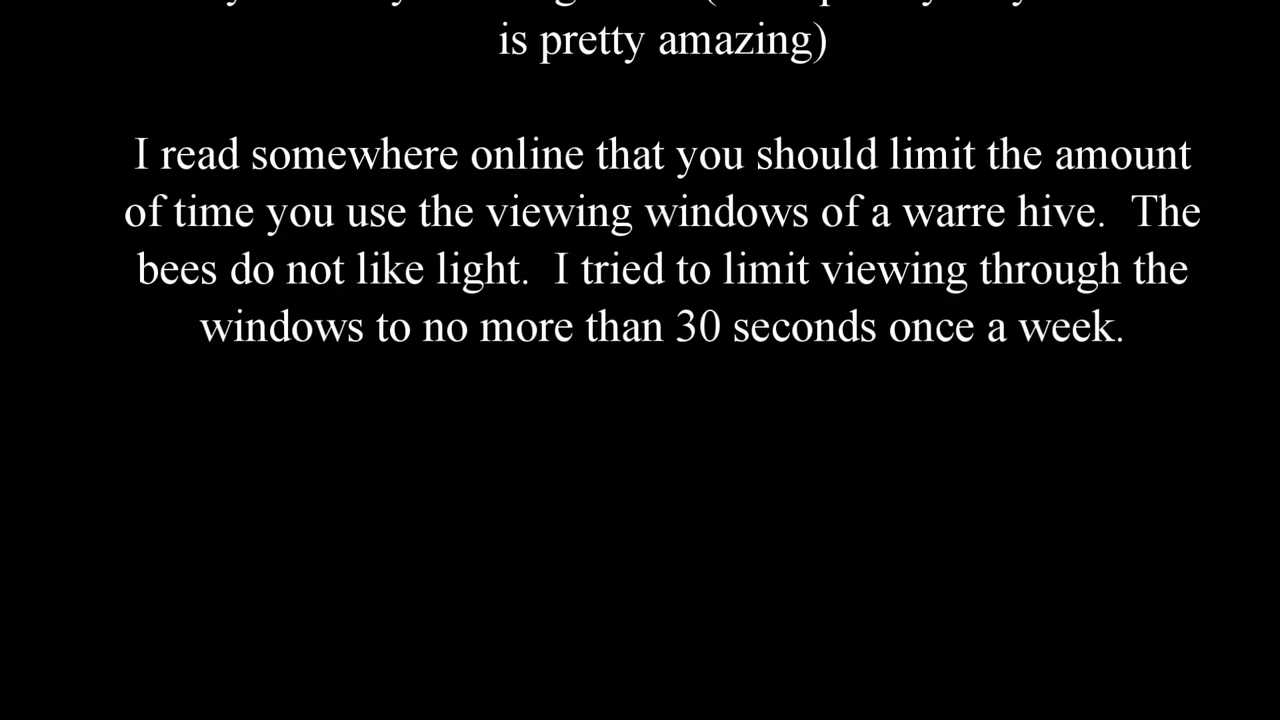 is pretty amazing)
I read somewhere online that you should limit the amount
of time you use the viewing windows of a warre hive.  The
bees do not like light.  I tried to limit viewing through the
windows to no more than 30 seconds once a week.